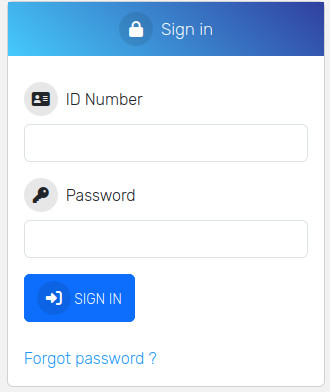 Sign in
ID Number
Password
SIGN IN
Forgot password ?